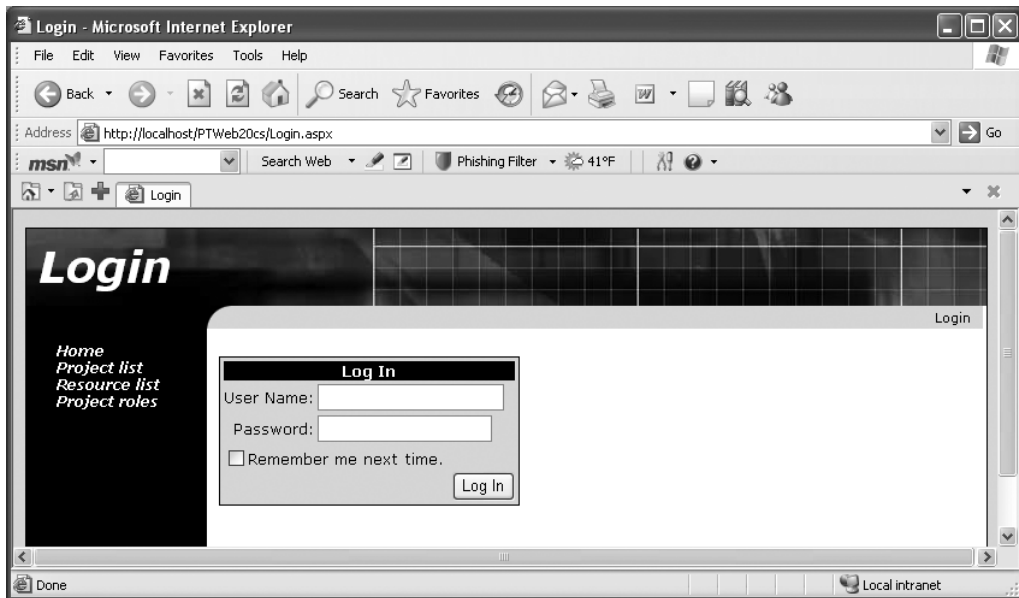 Login - Microsoft Internet Explorer
File Edit View Favorites Tools Help
Back Search Favorites W
Address http://localhost/PTWeb20cs/Login.aspx Go
msn Search Web Phishing Filter 41°F
Login
Login
Login
Home
Project list
Resource list
Project roles
Log In
User Name:
Password:
Remember me next time.
Log In
Done Local intranet